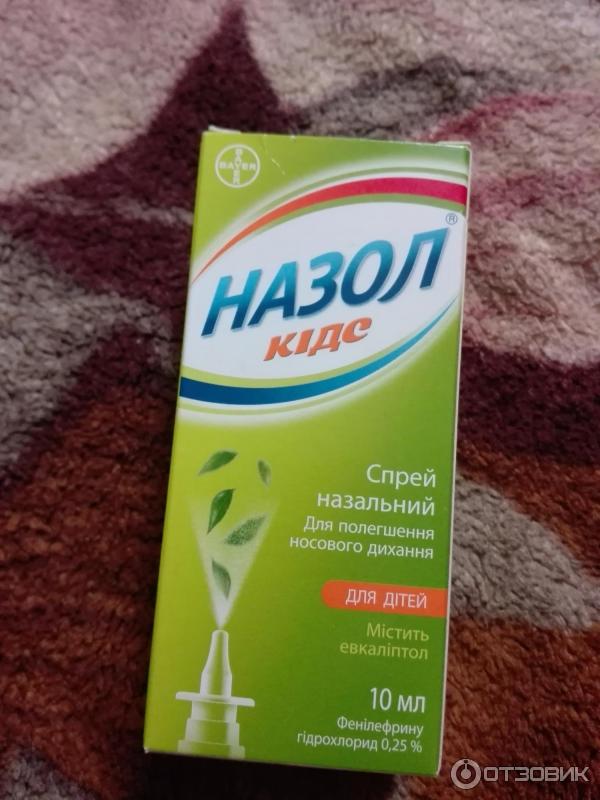 BAYER
BAYER
НАЗОЛ®
кідс
Спрей
назальний
Для полегшення
носового дихання
ДЛЯ ДІТЕЙ
Містить
евкаліптол
10 мл
Фенілефрину
гідрохлорид 0,25 %
ОТЗОВИК